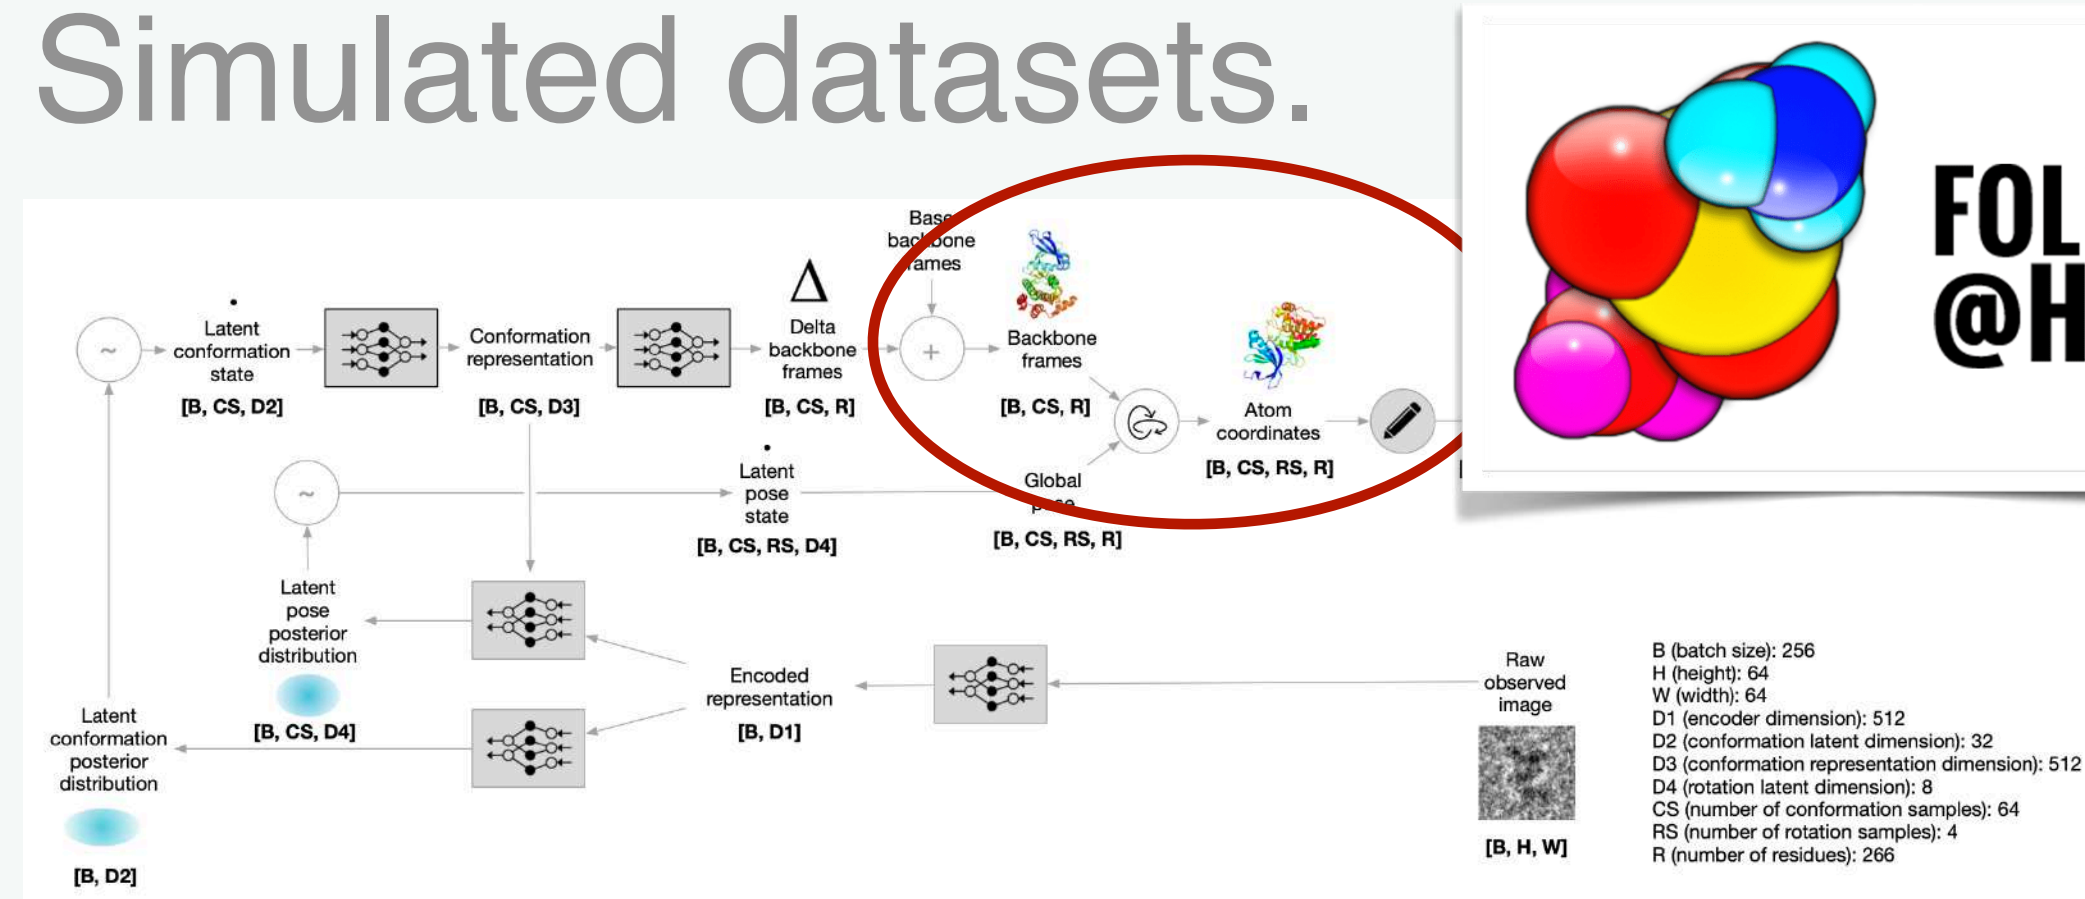 Simulated datasets.
FOL
@H
Base
backbone
frames
Δ
Latent
conformation
state
[B, CS, D2]
Conformation
representation
[B, CS, D3]
Delta
backbone
frames
[B, CS, R]
+
Backbone
frames
[B, CS, R]
Atom
coordinates
[B, CS, RS, R]
~
~
Latent
pose
state
[B, CS, RS, D4]
Global
pose
[B, CS, RS, R]
Latent
pose
posterior
distribution
[B, CS, D4]
Encoded
representation
[B, D1]
Latent
conformation
posterior
distribution
[B, D2]
Raw
observed
image
[B, H, W]
B (batch size): 256
H (height): 64
W (width): 64
D1 (encoder dimension): 512
D2 (conformation latent dimension): 32
D3 (conformation representation dimension): 512
D4 (rotation latent dimension): 8
CS (number of conformation samples): 64
RS (number of rotation samples): 4
R (number of residues): 266